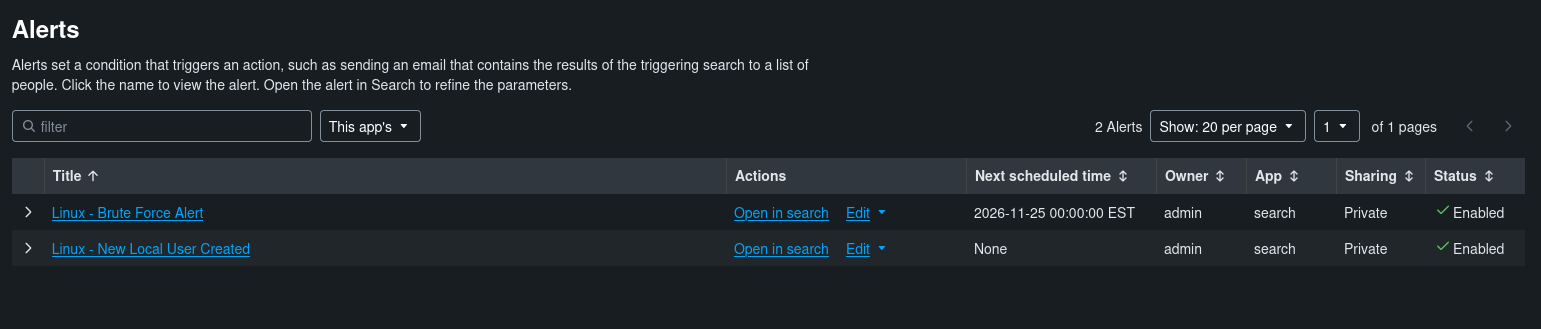 Alerts
Alerts set a condition that triggers an action, such as sending an email that contains the results of the triggering search to a list of
people. Click the name to view the alert. Open the alert in Search to refine the parameters.
filter This app's 2 Alerts Show: 20 per page 1 of 1 pages
Title Actions Next scheduled time Owner App Sharing Status
Linux - Brute Force Alert Open in search Edit 2026-11-25 00:00:00 EST admin search Private Enabled
Linux - New Local User Created Open in search Edit None admin search Private Enabled